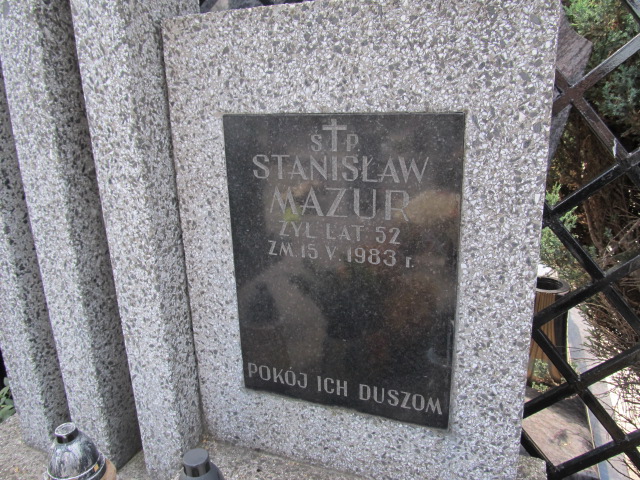 Ś † P
STANISŁAW
MAZUR
ŻYŁ LAT 52
ZM. 15 V. 1983 r.
POKÓJ ICH DUSZOM